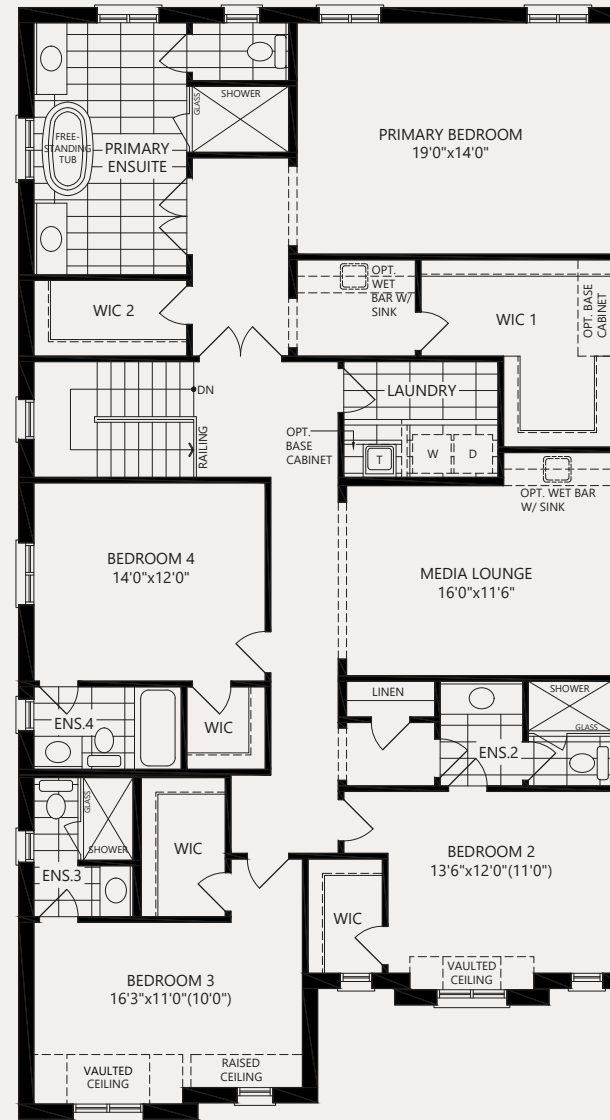 SHOWER
GLASS
FREE-
STANDING
TUB
PRIMARY
ENSUITE
PRIMARY BEDROOM
19'0"x14'0"
OPT.
WET
BAR W/
SINK
WIC 2
WIC 1
OPT. BASE
CABINET
DN
RAILING
LAUNDRY
OPT.
BASE
CABINET
T
W
D
OPT. WET BAR
W/ SINK
BEDROOM 4
14'0"x12'0"
MEDIA LOUNGE
16'0"x11'6"
LINEN
SHOWER
GLASS
ENS.4
WIC
ENS.2
GLASS
SHOWER
WIC
ENS.3
BEDROOM 2
13'6"x12'0"(11'0")
WIC
VAULTED
CEILING
BEDROOM 3
16'3"x11'0"(10'0")
VAULTED
CEILING
RAISED
CEILING